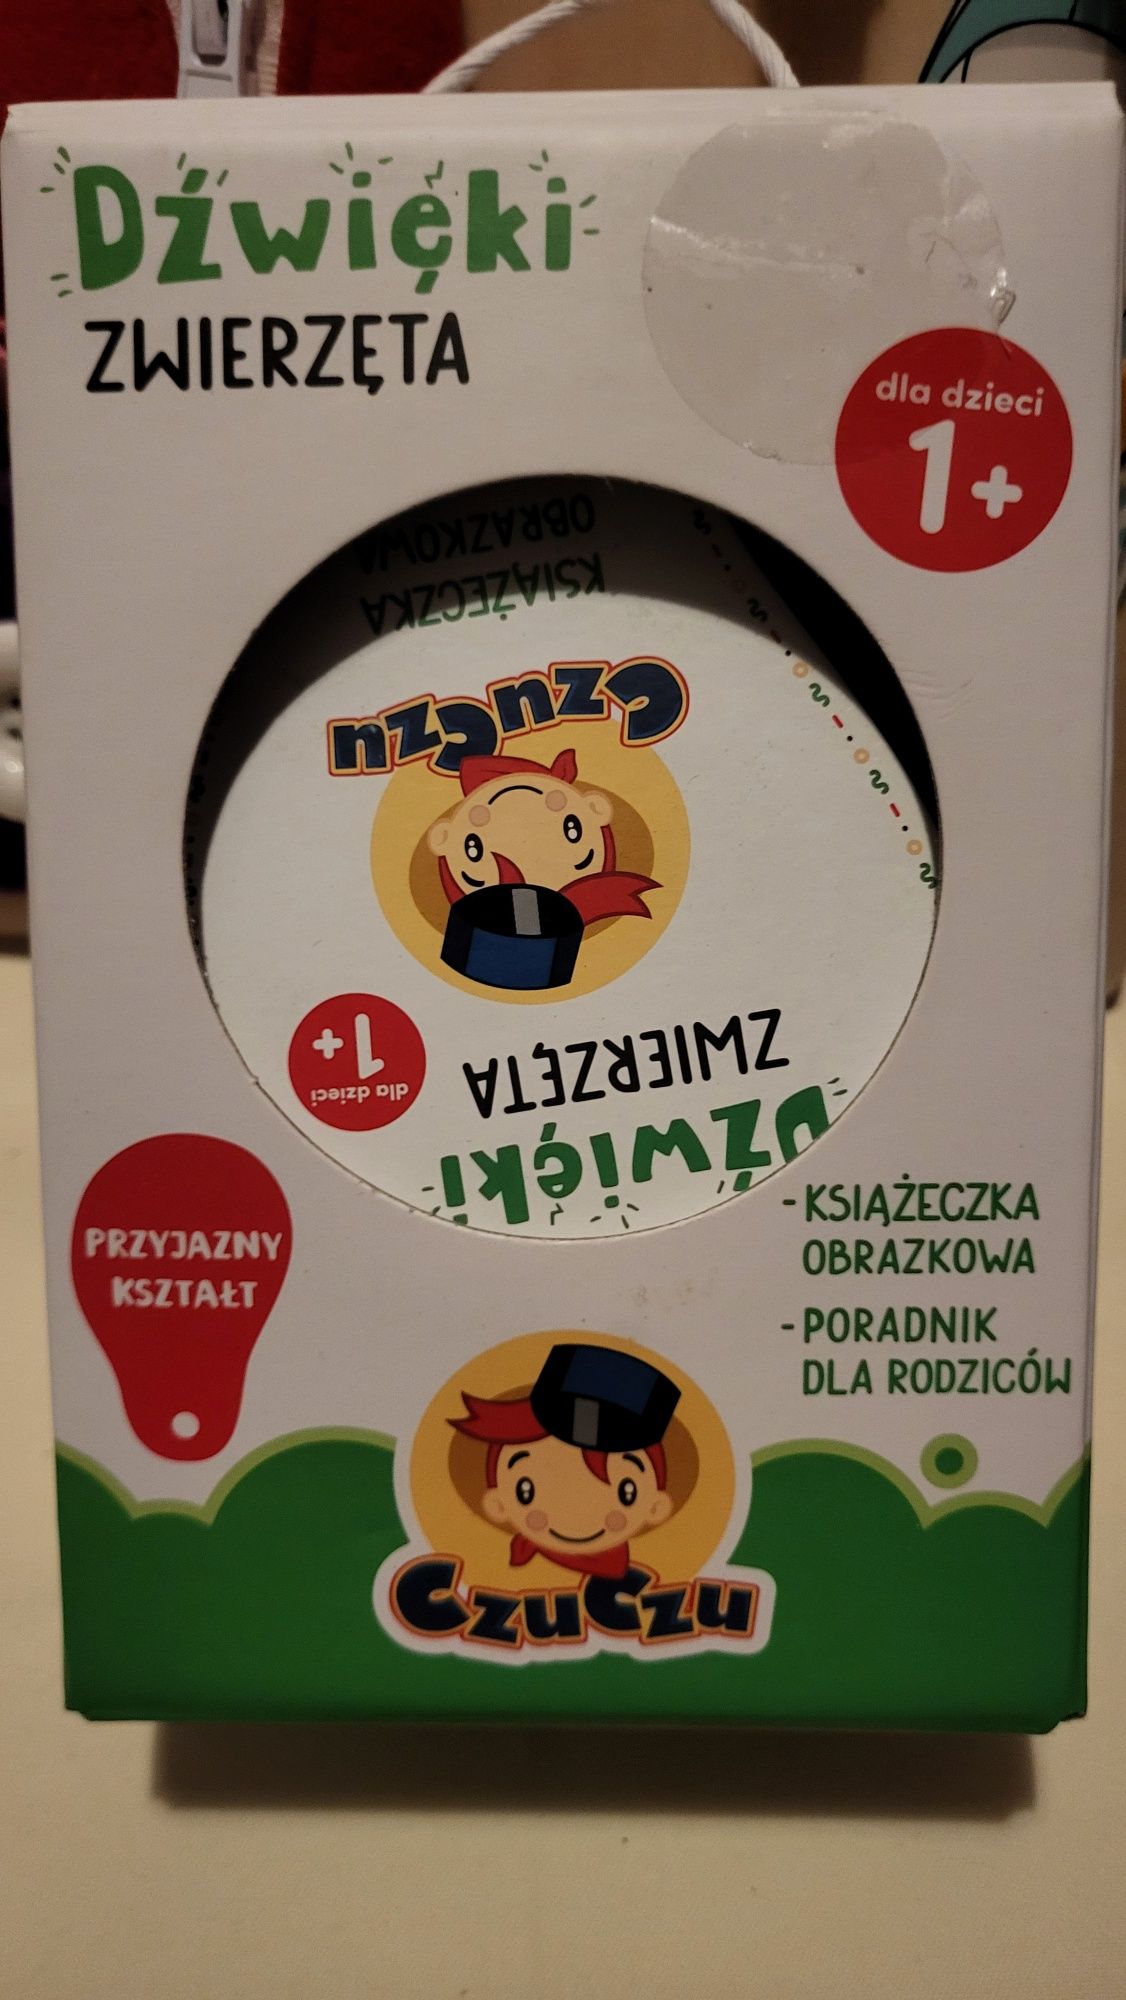 Dźwięki
ZWIERZĘTA
dla dzieci
1+
KSIĄŻECZKA
OBRAZKOWA
CzuCzu
dla dzieci
1+
Dźwięki
ZWIERZĘTA
PRZYJAZNY
KSZTAŁT
-KSIĄŻECZKA
OBRAZKOWA
-PORADNIK
DLA RODZICÓW
CzuCzu